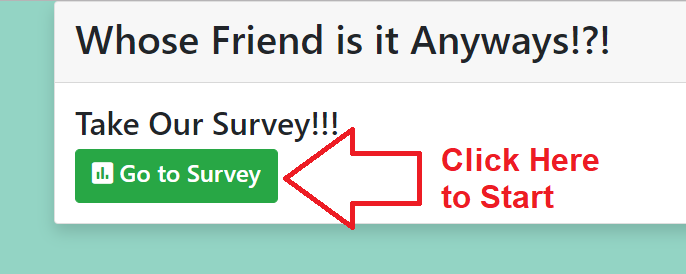 Whose Friend is it Anyways!?!
Take Our Survey!!!
Go to Survey
Click Here
to Start